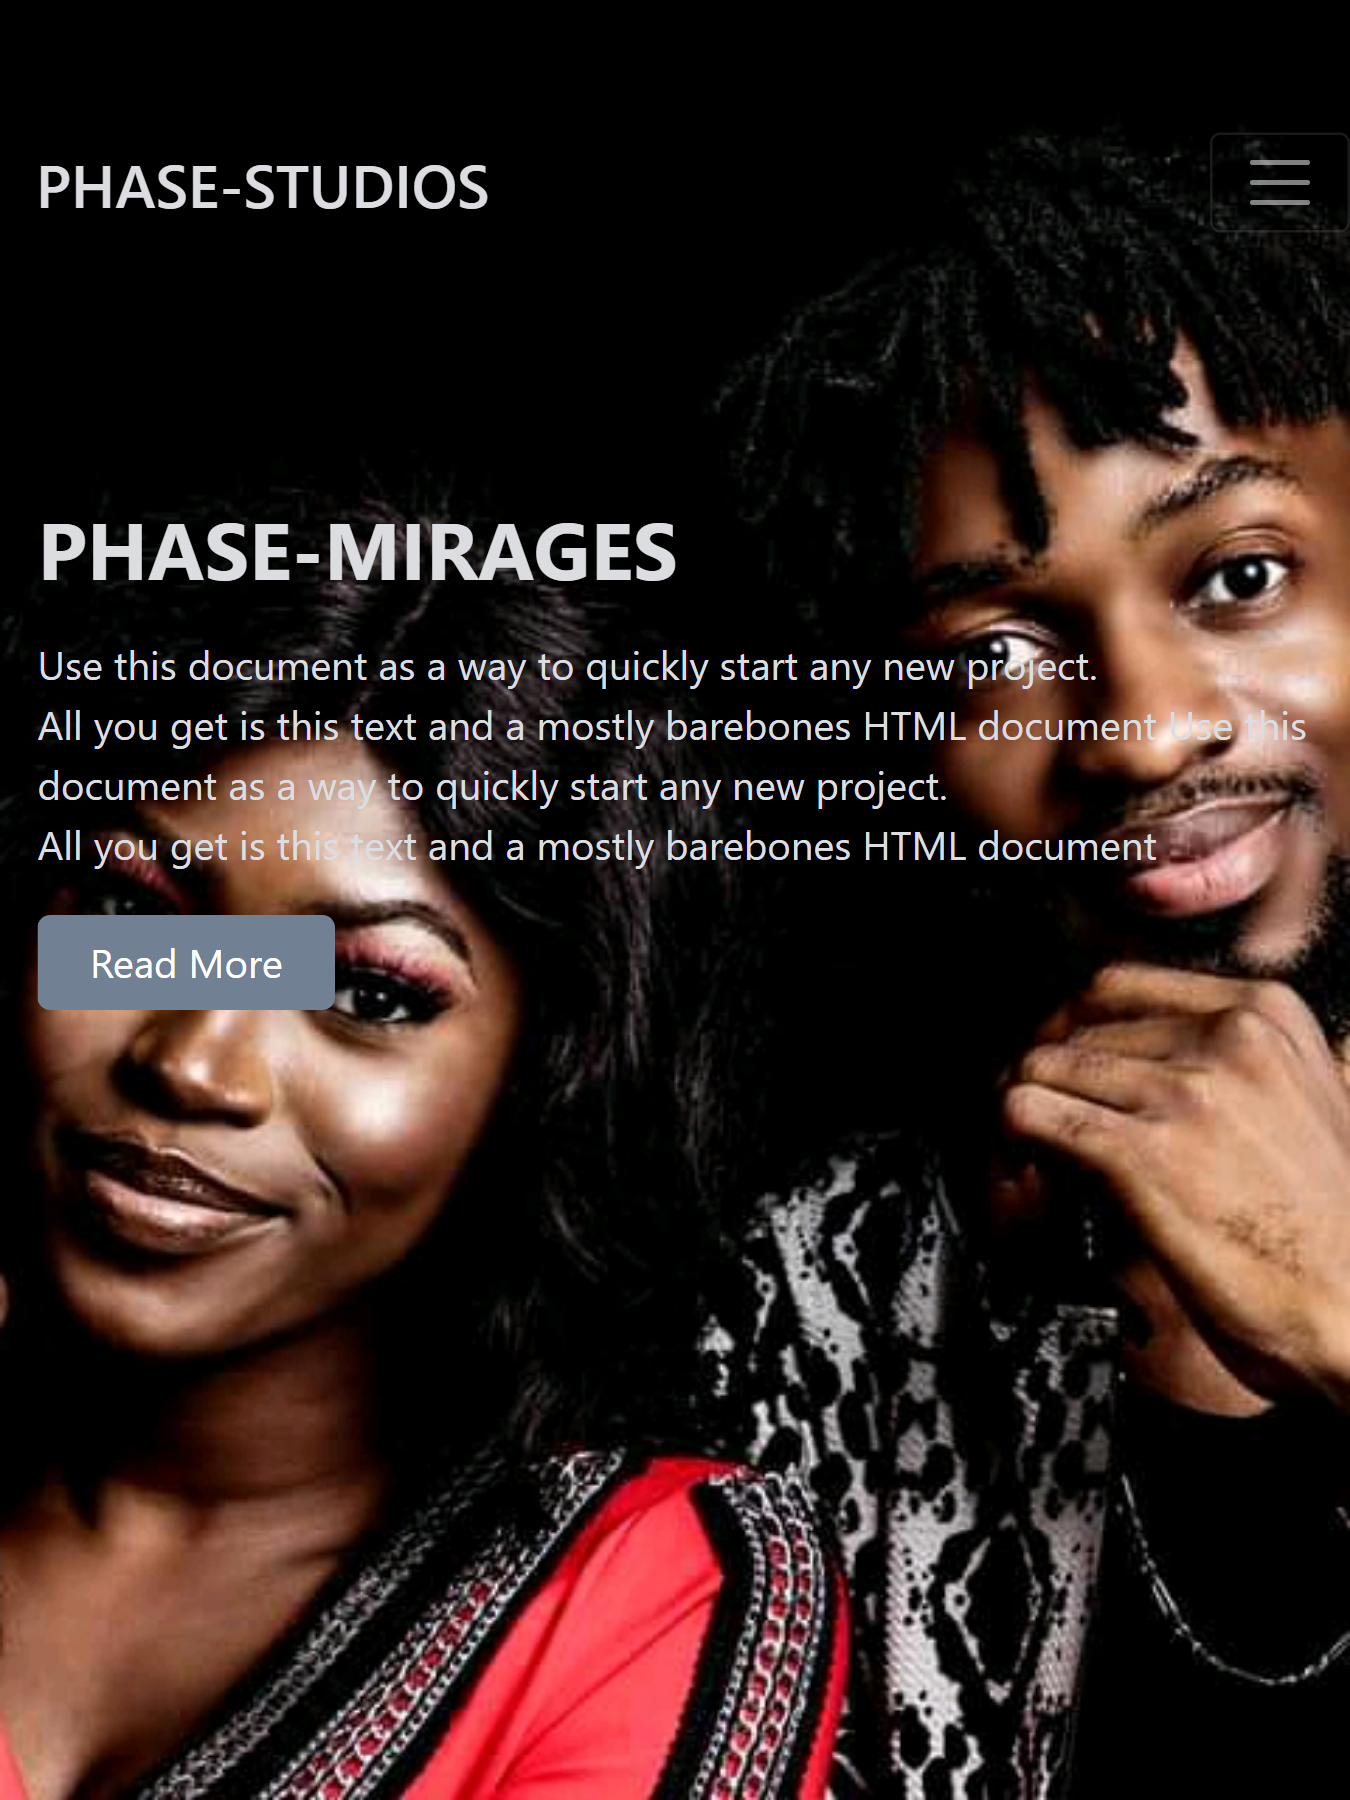 PHASE-STUDIOS
PHASE-MIRAGES
Use this document as a way to quickly start any new project.
All you get is this text and a mostly barebones HTML document Use this
document as a way to quickly start any new project.
All you get is this text and a mostly barebones HTML document
Read More